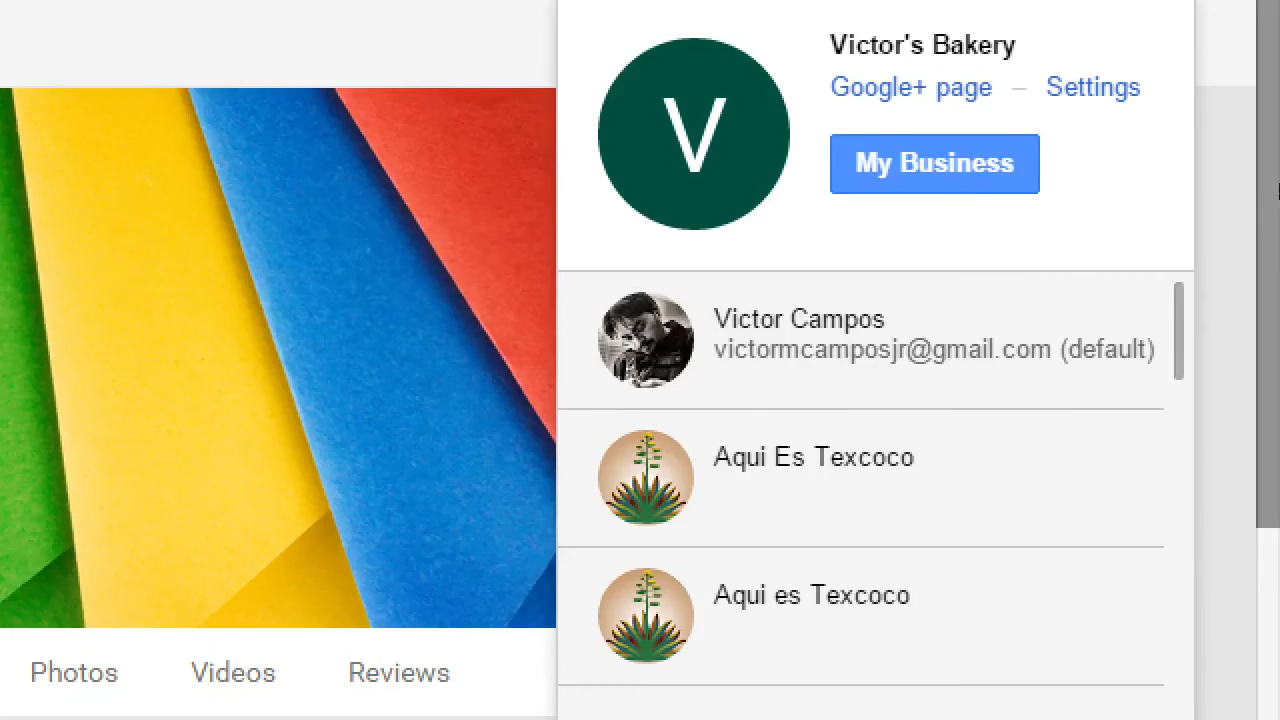 Victor's Bakery
Google+ page – Settings
V
My Business
Victor Campos
victormcamposjr@gmail.com (default)
Aqui Es Texcoco
Aqui es Texcoco
Photos Videos Reviews